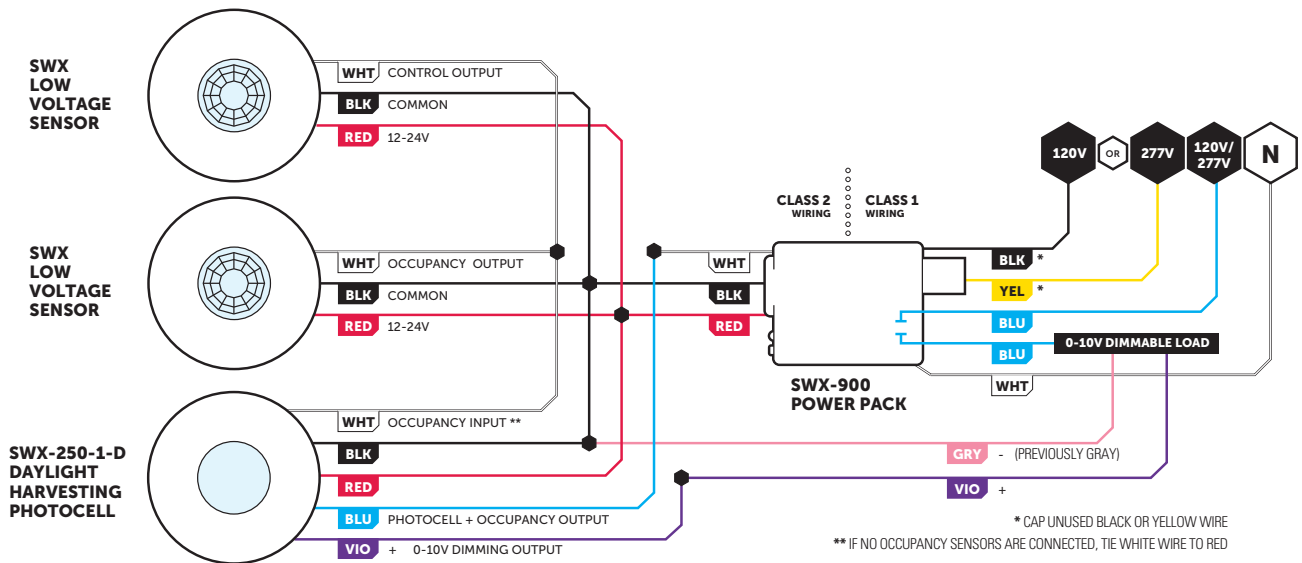 SWX
LOW
VOLTAGE
SENSOR
WHT CONTROL OUTPUT
BLK COMMON
RED 12-24V
SWX
LOW
VOLTAGE
SENSOR
WHT OCCUPANCY OUTPUT
BLK COMMON
RED 12-24V
SWX-250-1-D
DAYLIGHT
HARVESTING
PHOTOCELL
WHT OCCUPANCY INPUT **
BLK
RED
BLU PHOTOCELL + OCCUPANCY OUTPUT
VIO + 0-10V DIMMING OUTPUT
WHT
BLK
RED
CLASS 2
WIRING
CLASS 1
WIRING
SWX-900
POWER PACK
120V OR 277V 120V/
277V N
BLK *
YEL *
BLU
BLU
0-10V DIMMABLE LOAD
WHT
GRY - (PREVIOUSLY GRAY)
VIO +
* CAP UNUSED BLACK OR YELLOW WIRE
** IF NO OCCUPANCY SENSORS ARE CONNECTED, TIE WHITE WIRE TO RED